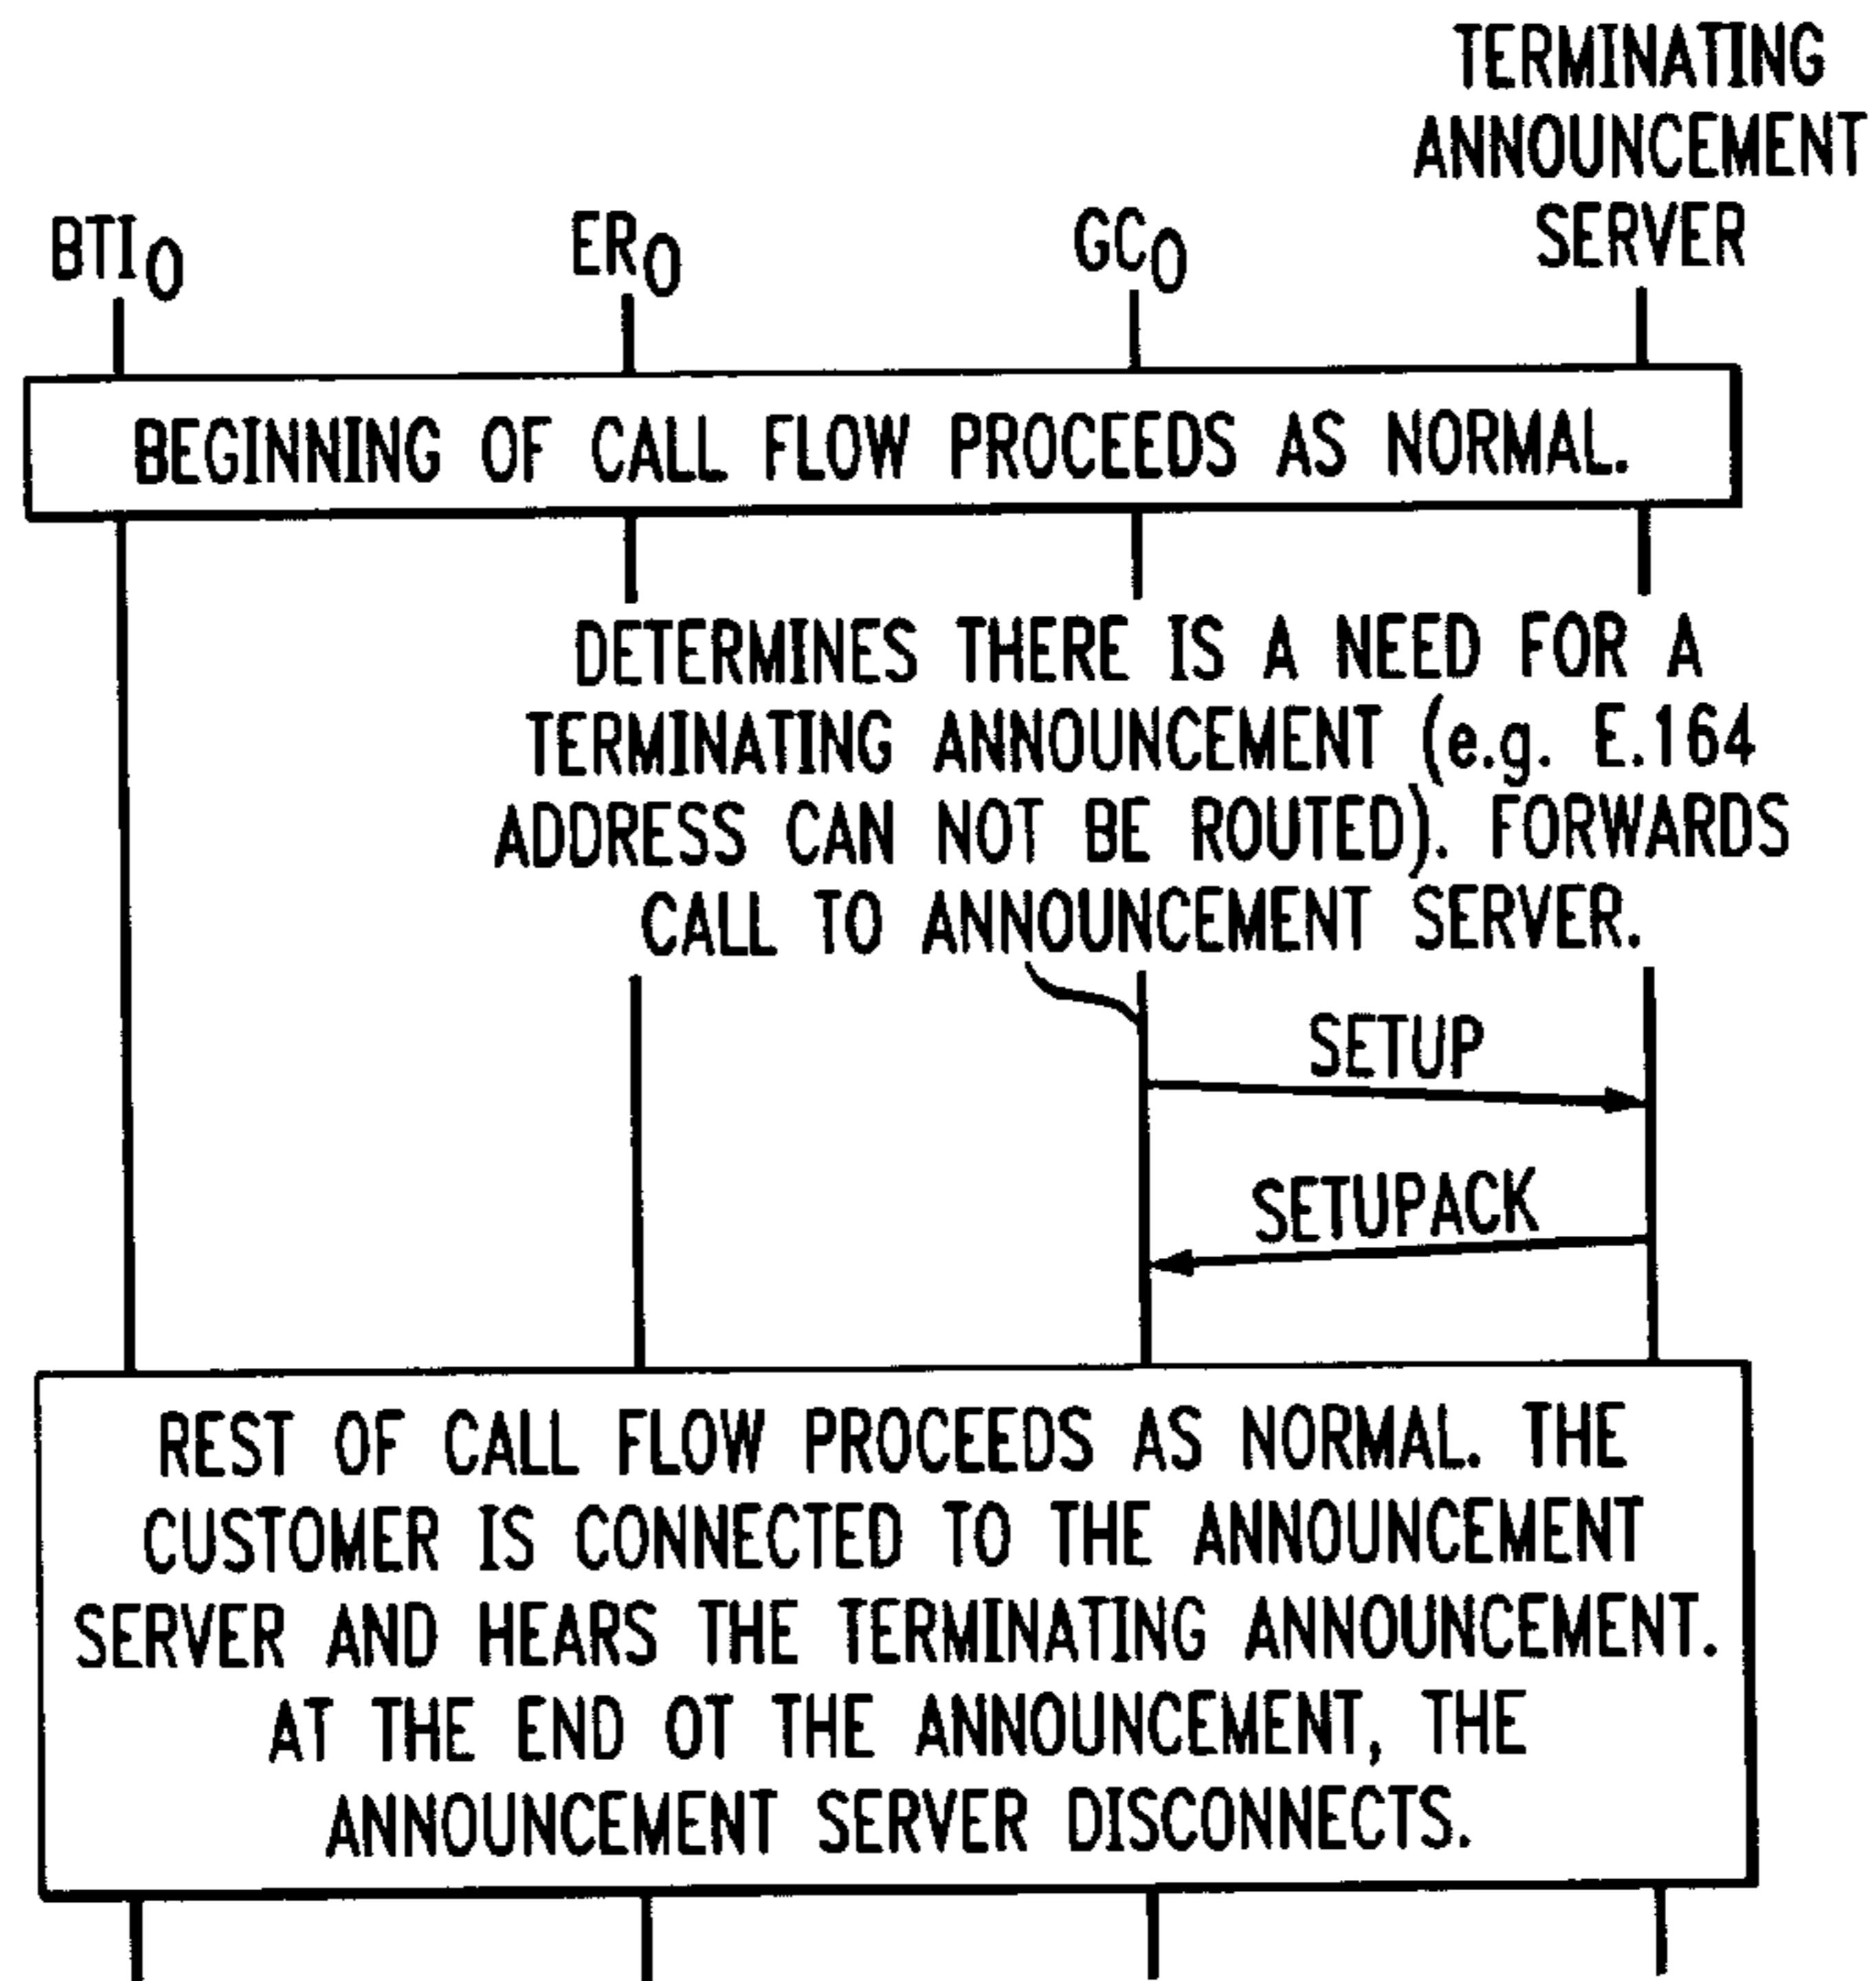 TERMINATING
ANNOUNCEMENT
SERVER
BTIO ERO GCO
BEGINNING OF CALL FLOW PROCEEDS AS NORMAL.
DETERMINES THERE IS A NEED FOR A
TERMINATING ANNOUNCEMENT (e.g. E.164
ADDRESS CAN NOT BE ROUTED). FORWARDS
CALL TO ANNOUNCEMENT SERVER.
SETUP
SETUPACK
REST OF CALL FLOW PROCEEDS AS NORMAL. THE
CUSTOMER IS CONNECTED TO THE ANNOUNCEMENT
SERVER AND HEARS THE TERMINATING ANNOUNCEMENT.
AT THE END OT THE ANNOUNCEMENT, THE
ANNOUNCEMENT SERVER DISCONNECTS.